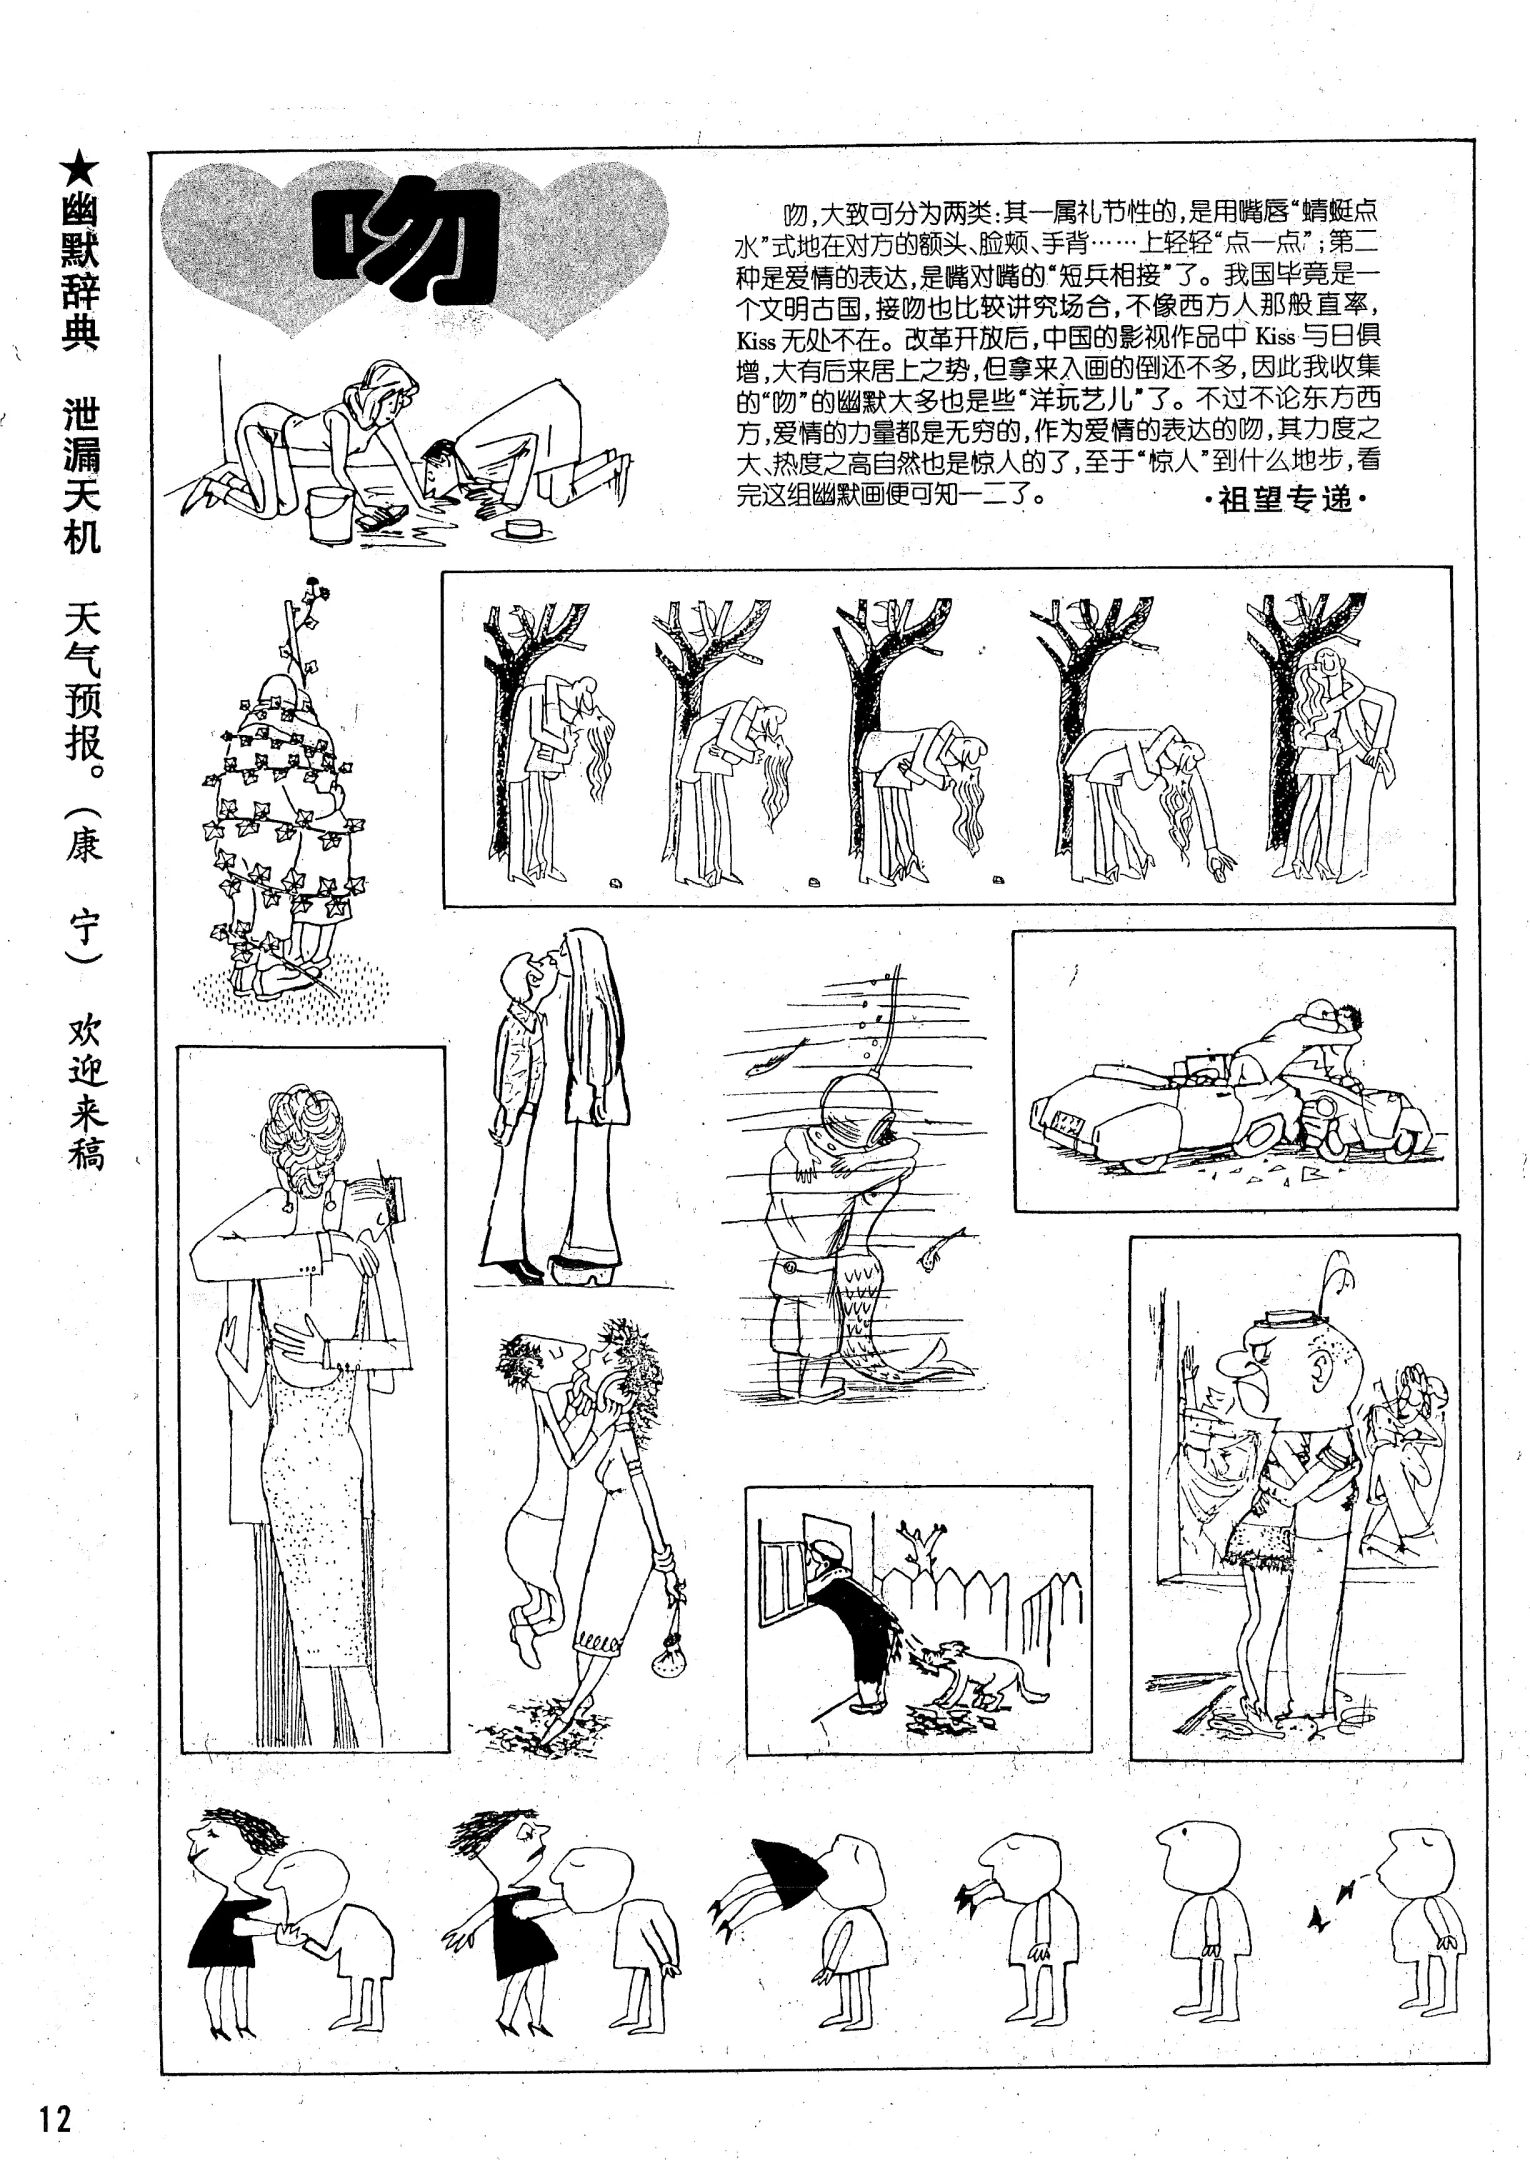 ★幽默辞典 泄漏天机 天气预报。(康 宁) 欢迎来稿
吻
吻,大致可分为两类:其一属礼节性的,是用嘴唇“蜻蜓点
水”式地在对方的额头、脸颊、手背……上轻轻“点一点”;第二
种是爱情的表达,是嘴对嘴的“短兵相接”了。我国毕竟是一
个文明古国,接吻也比较讲究场合,不像西方人那般直率,
Kiss无处不在。改革开放后,中国的影视作品中Kiss与日俱
增,大有后来居上之势,但拿来入画的倒还不多,因此我收集
的“吻”的幽默大多也是些“洋玩艺儿”了。不过不论东方西
方,爱情的力量都是无穷的,作为爱情的表达的吻,其力度之
大、热度之高自然也是惊人的了,至于“惊人”到什么地步,看
完这组幽默画便可知一二了。 ·祖望专递·
12